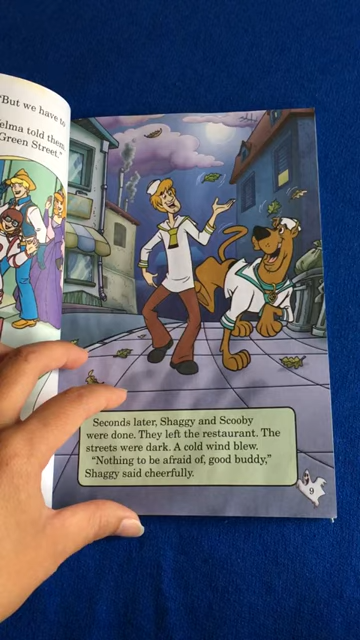 "But we have to
Velma told them,
Green Street."
Seconds later, Shaggy and Scooby
were done. They left the restaurant. The
streets were dark. A cold wind blew.
"Nothing to be afraid of, good buddy,"
Shaggy said cheerfully.
9